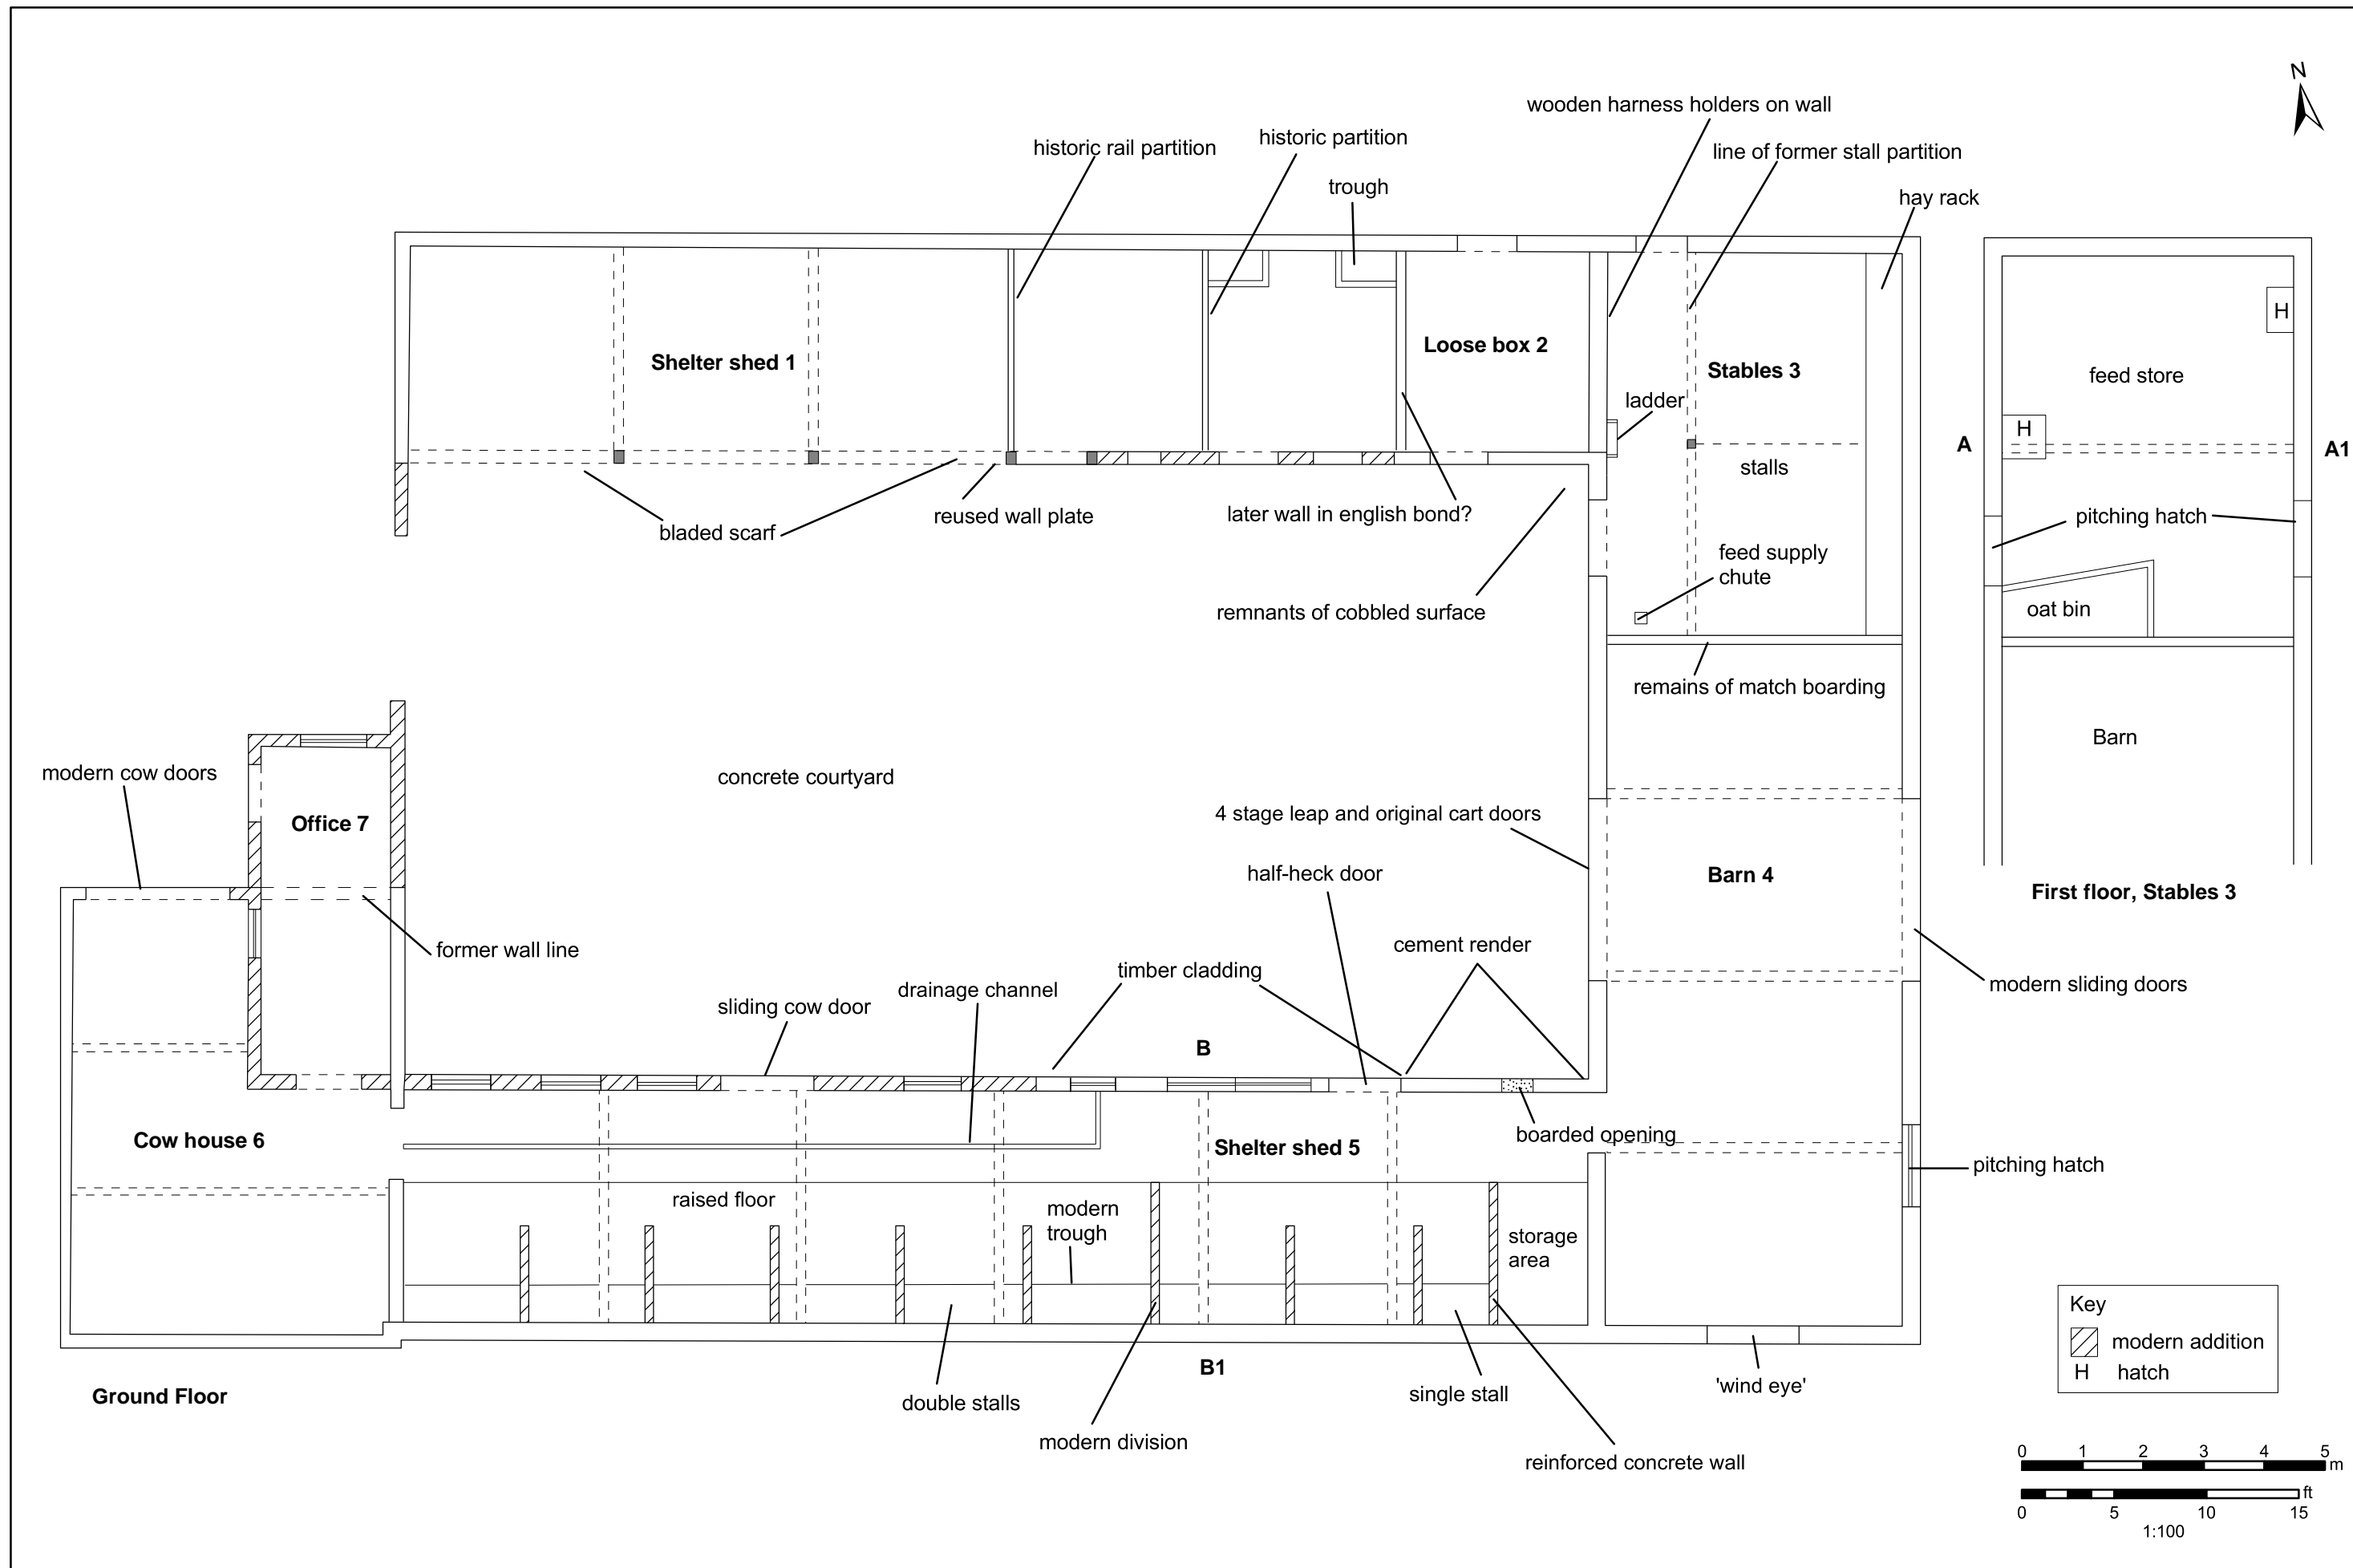 N
wooden harness holders on wall
historic partition
historic rail partition
line of former stall partition
trough
hay rack
H
Loose box 2
Shelter shed 1
Stables 3
feed store
ladder
H
A
A1
stalls
bladed scarf
reused wall plate
later wall in english bond?
pitching hatch
feed supply
chute
remnants of cobbled surface
oat bin
remains of match boarding
Barn
modern cow doors
concrete courtyard
4 stage leap and original cart doors
Office 7
half-heck door
Barn 4
First floor, Stables 3
former wall line
cement render
timber cladding
drainage channel
modern sliding doors
sliding cow door
B
boarded opening
Cow house 6
Shelter shed 5
pitching hatch
raised floor
modern
trough
storage
area
B1
'wind eye'
Ground Floor
double stalls
single stall
modern division
reinforced concrete wall
Key
modern addition
H hatch
0 1 2 3 4 5
m
ft
0 5 10 15
1:100